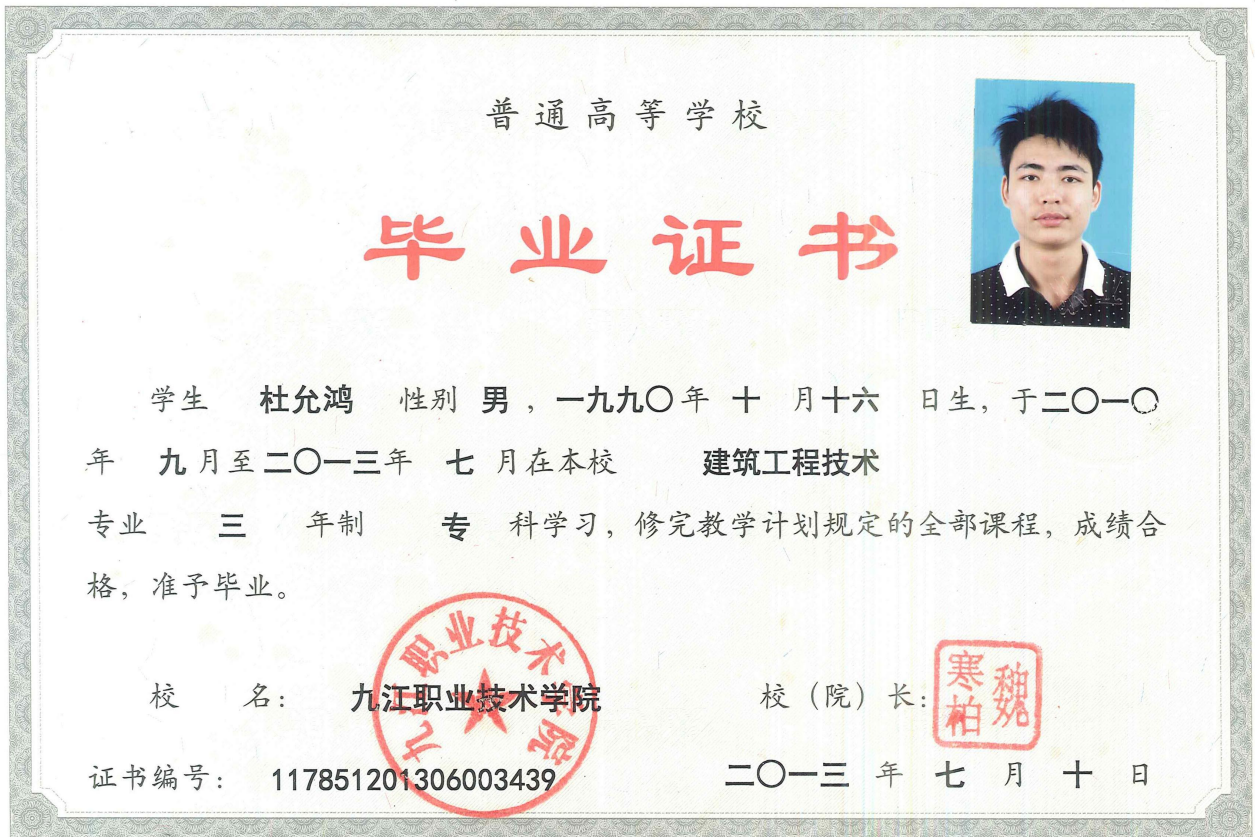 普通高等学校
毕业证书
学生 杜允鸿 性别 男，一九九〇年 十 月十六 日生，于二〇一〇
年 九月至二〇一三年 七 月在本校 建筑工程技术
专业 三 年制 专 科学习，修完教学计划规定的全部课程，成绩合
格，准予毕业。
九江职业技术学院
校 名： 九江职业技术学院 校（院）长：
寒柏
证书编号： 117851201306003439 二〇一三 年 七 月 十 日